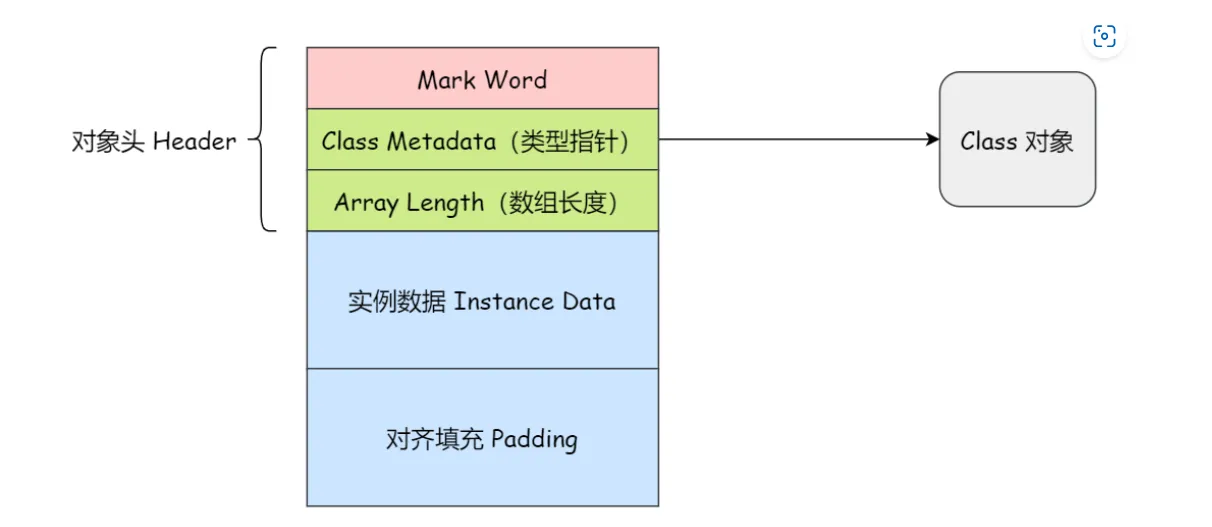 Mark Word
对象头 Header
Class Metadata（类型指针）
Class 对象
Array Length（数组长度）
实例数据 Instance Data
对齐填充 Padding